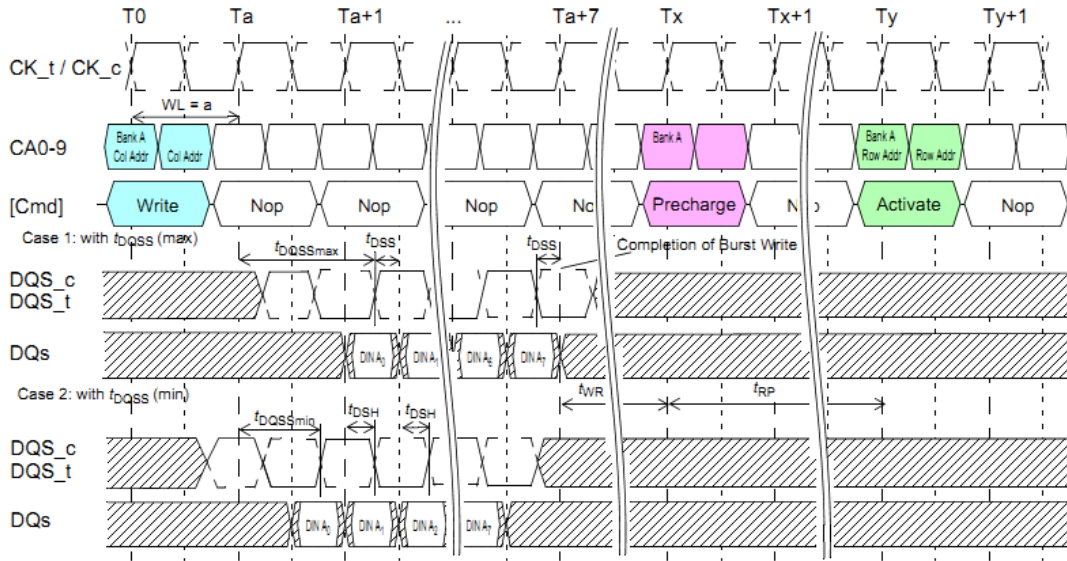 T0 Ta Ta+1 ... Ta+7 Tx Tx+1 Ty Ty+1
CK_t / CK_c
WL = a
CA0-9 Bank A Col Addr Col Addr Bank A Bank A Row Addr Row Addr
[Cmd] Write Nop Nop Nop Nop Precharge Nop Activate Nop
Case 1: with tDQSS (max) tDQSSmax tDSS tDSS Completion of Burst Write
DQS_c
DQS_t
DQs DIN A0 DIN A1 DIN A6 DIN A7
Case 2: with tDQSS (min) tWR tRP
tDQSSmin tDSH tDSH
DQS_c
DQS_t
DQs DIN A0 DIN A1 DIN A2 DIN A7